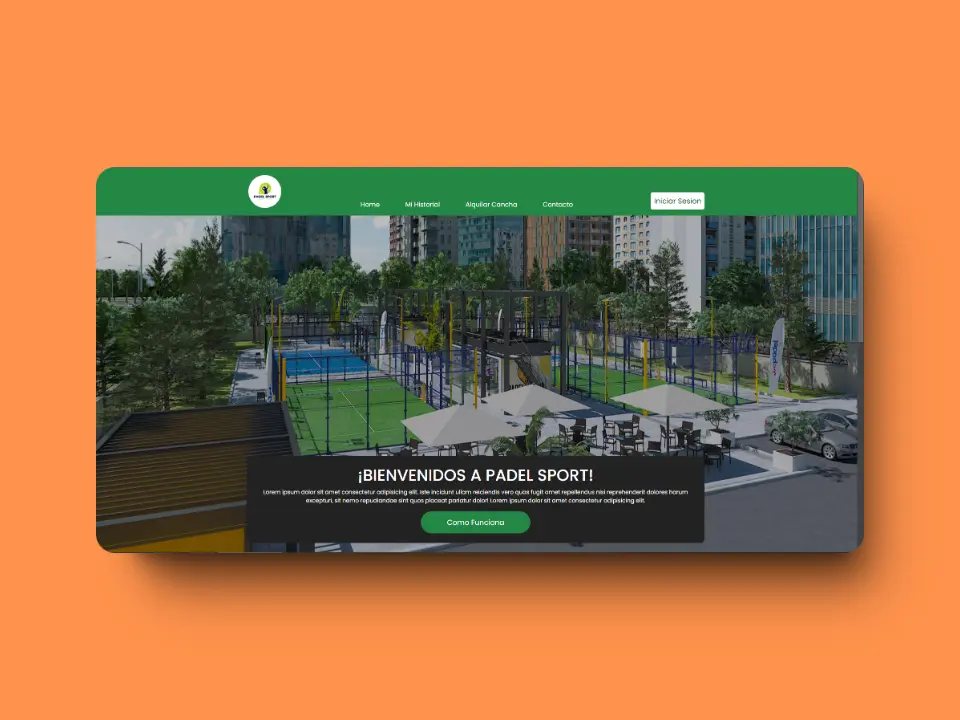 PADEL SPORT
Home Mi Historial Alquilar Cancha Contacto Iniciar Sesion
padel
¡BIENVENIDOS A PADEL SPORT!
Lorem ipsum dolor sit amet consectetur adipisicing elit. Iste incidunt ullam reiciendis vero quas fugit amet repellendus nisi reprehenderit dolores harum
excepturi, sit nemo repudiandae sint quos placeat pariatur dolor! Lorem ipsum dolor sit amet consectetur adipisicing elit.
Como Funciona